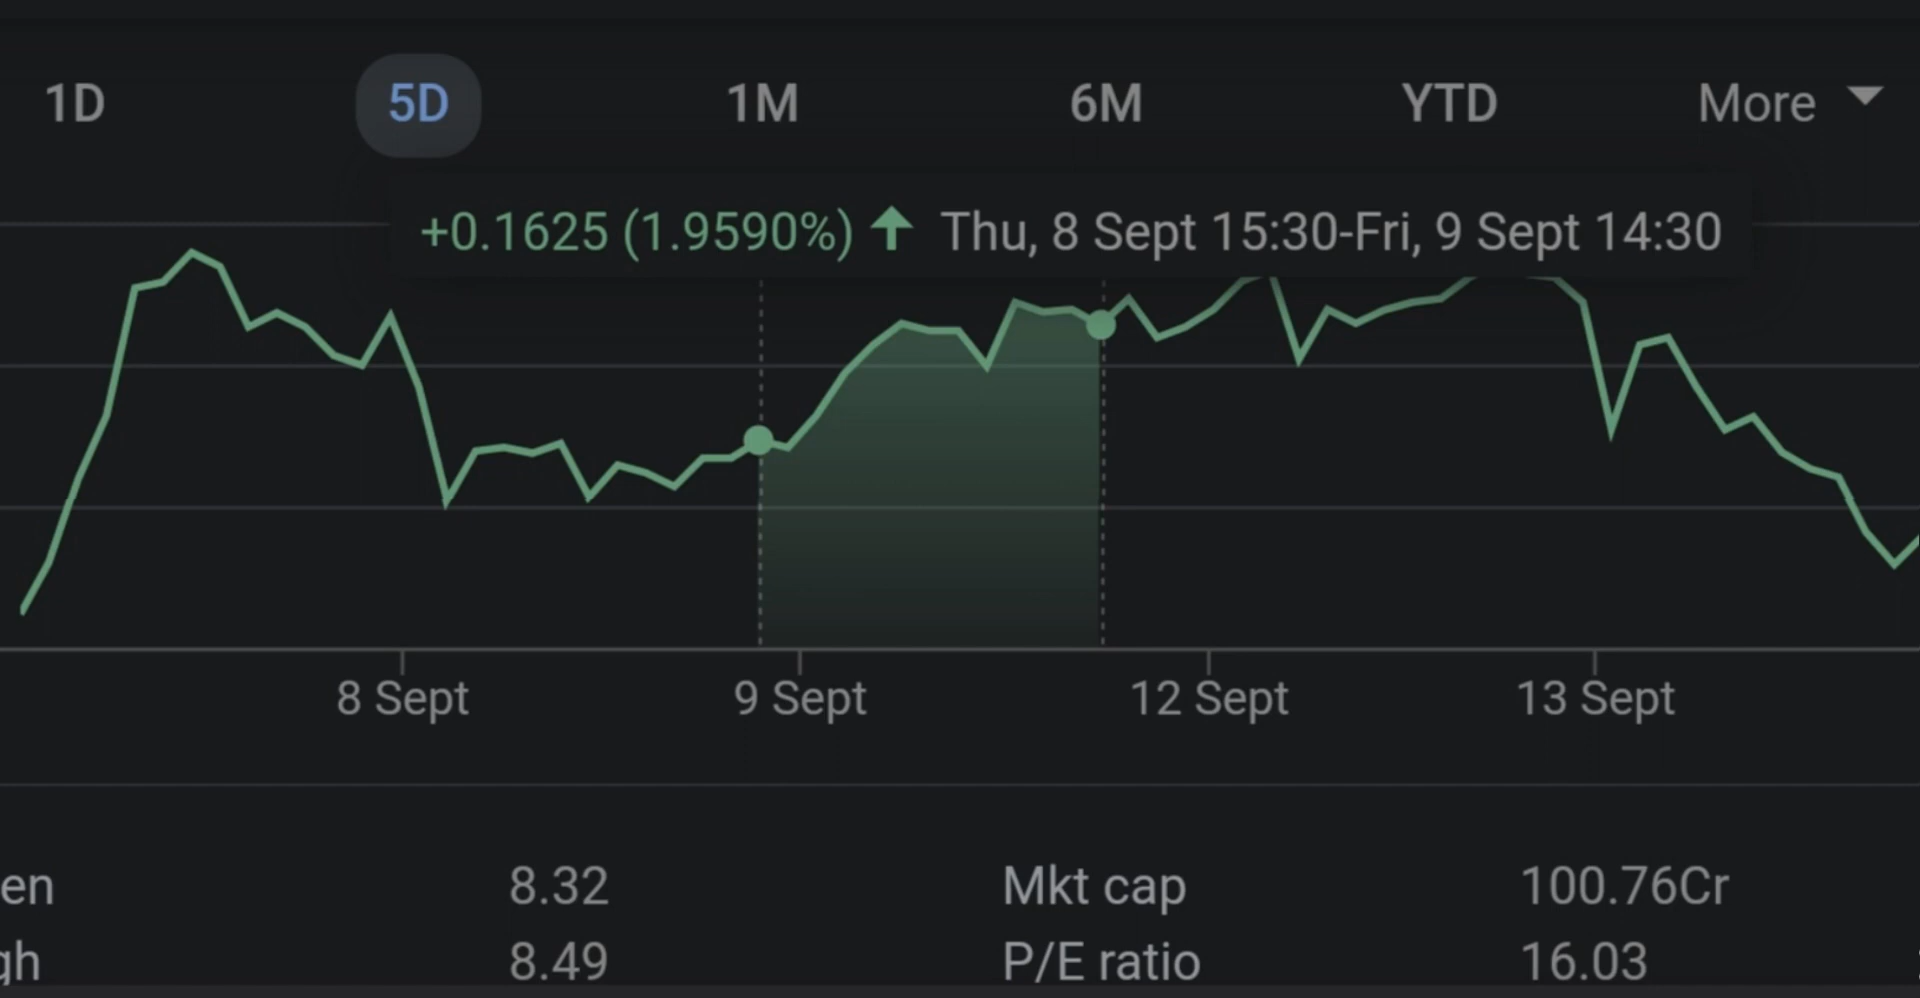 1D 5D 1M 6M YTD More
+0.1625 (1.9590%) Thu, 8 Sept 15:30-Fri, 9 Sept 14:30
8 Sept 9 Sept 12 Sept 13 Sept
en 8.32 Mkt cap 100.76Cr
gh 8.49 P/E ratio 16.03